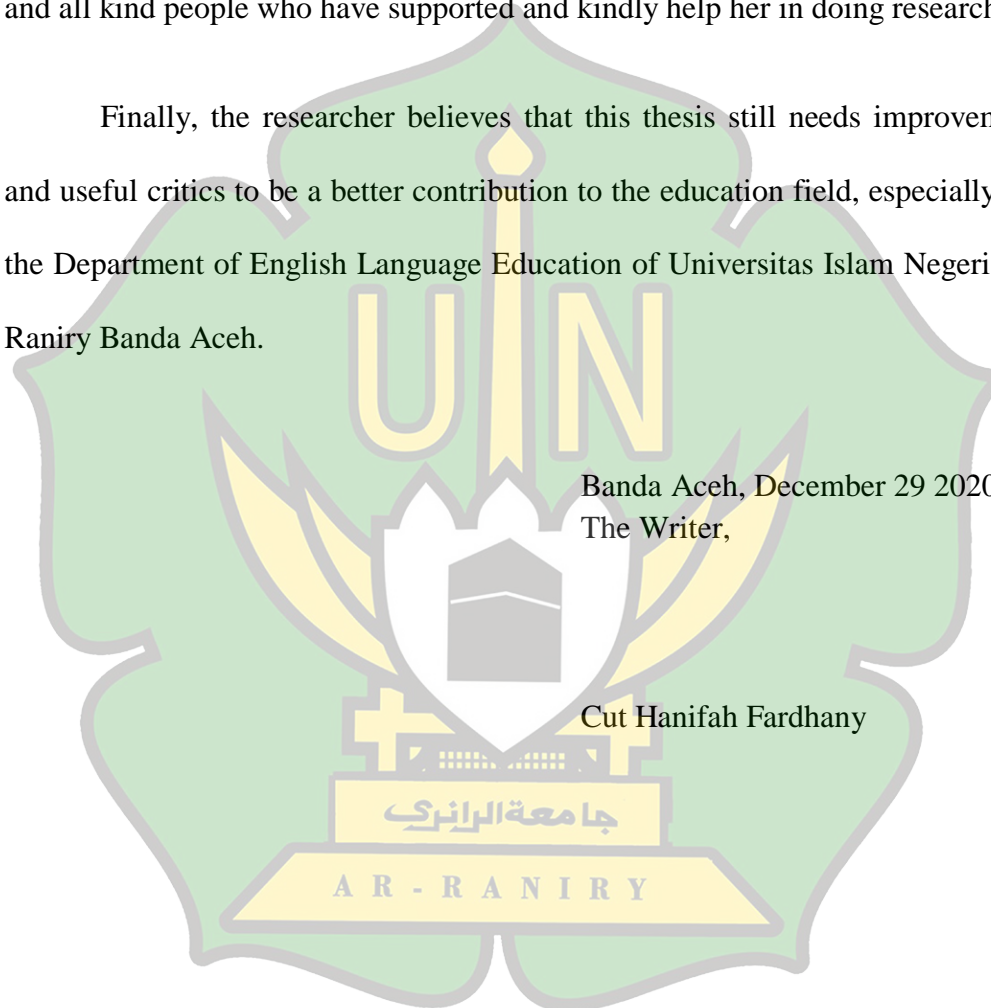 and all kind people who have supported and kindly help her in doing research
Finally, the researcher believes that this thesis still needs improven
and useful critics to be a better contribution to the education field, especially
the Department of English Language Education of Universitas Islam Negeri
Raniry Banda Aceh.
UIN
Banda Aceh, December 29 2020
The Writer,
Cut Hanifah Fardhany
جامعةالرانري
AR-RANIRY